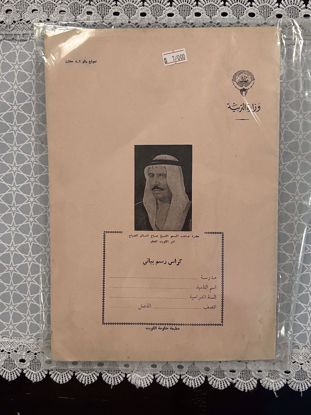 وزارة التربية
حضرة صاحب السمو الشيخ صباح السالم الصباح
امير الكويت المعظم
كراس رسم بياني
مدرسة
اسم التلميذ
السنة الدراسية
الصف الفصل
مطبعة حكومة الكويت